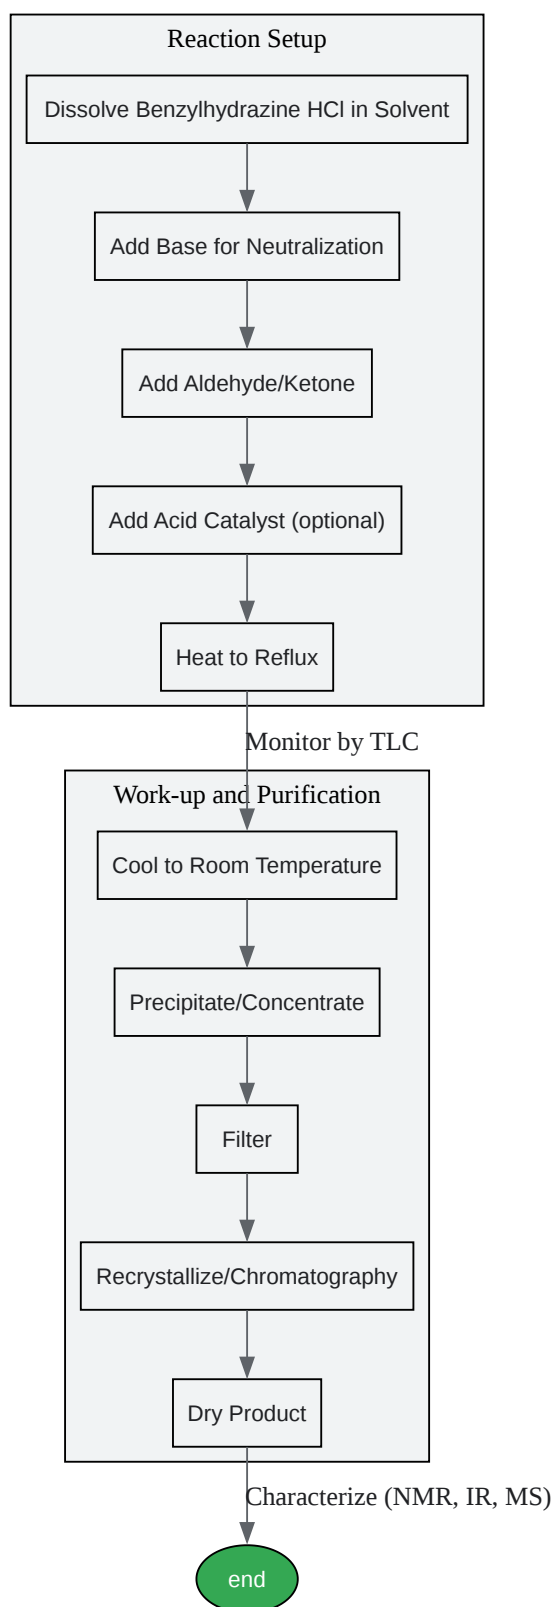 Reaction Setup
Dissolve Benzylhydrazine HCl in Solvent
Add Base for Neutralization
Add Aldehyde/Ketone
Add Acid Catalyst (optional)
Heat to Reflux
Monitor by TLC
Work-up and Purification
Cool to Room Temperature
Precipitate/Concentrate
Filter
Recrystallize/Chromatography
Dry Product
Characterize (NMR, IR, MS)
end